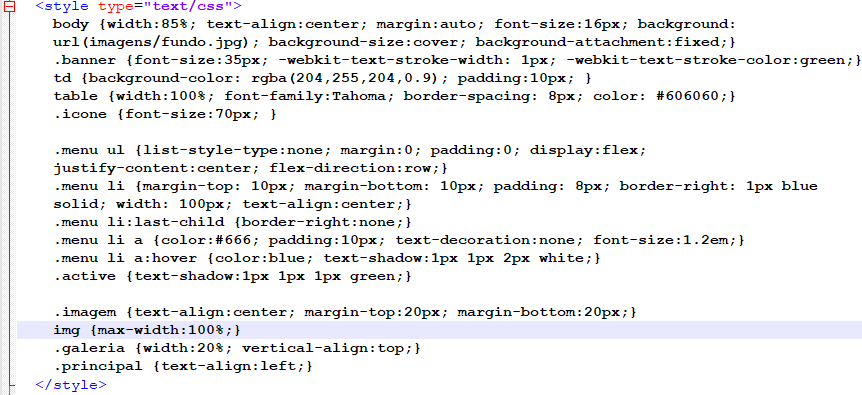 <style type="text/css">
body {width:85%; text-align:center; margin:auto; font-size:16px; background:
url(imagens/fundo.jpg); background-size:cover; background-attachment:fixed;}
.banner {font-size:35px; -webkit-text-stroke-width: 1px; -webkit-text-stroke-color:green;}
td {background-color: rgba(204,255,204,0.9); padding:10px; }
table {width:100%; font-family:Tahoma; border-spacing: 8px; color: #606060;}
.icone {font-size:70px; }

.menu ul {list-style-type:none; margin:0; padding:0; display:flex;
justify-content:center; flex-direction:row;}
.menu li {margin-top: 10px; margin-bottom: 10px; padding: 8px; border-right: 1px blue
solid; width: 100px; text-align:center;}
.menu li:last-child {border-right:none;}
.menu li a {color:#666; padding:10px; text-decoration:none; font-size:1.2em;}
.menu li a:hover {color:blue; text-shadow:1px 1px 2px white;}
.active {text-shadow:1px 1px 1px green;}

.imagem {text-align:center; margin-top:20px; margin-bottom:20px;}
img {max-width:100%;}
.galeria {width:20%; vertical-align:top;}
.principal {text-align:left;}
</style>